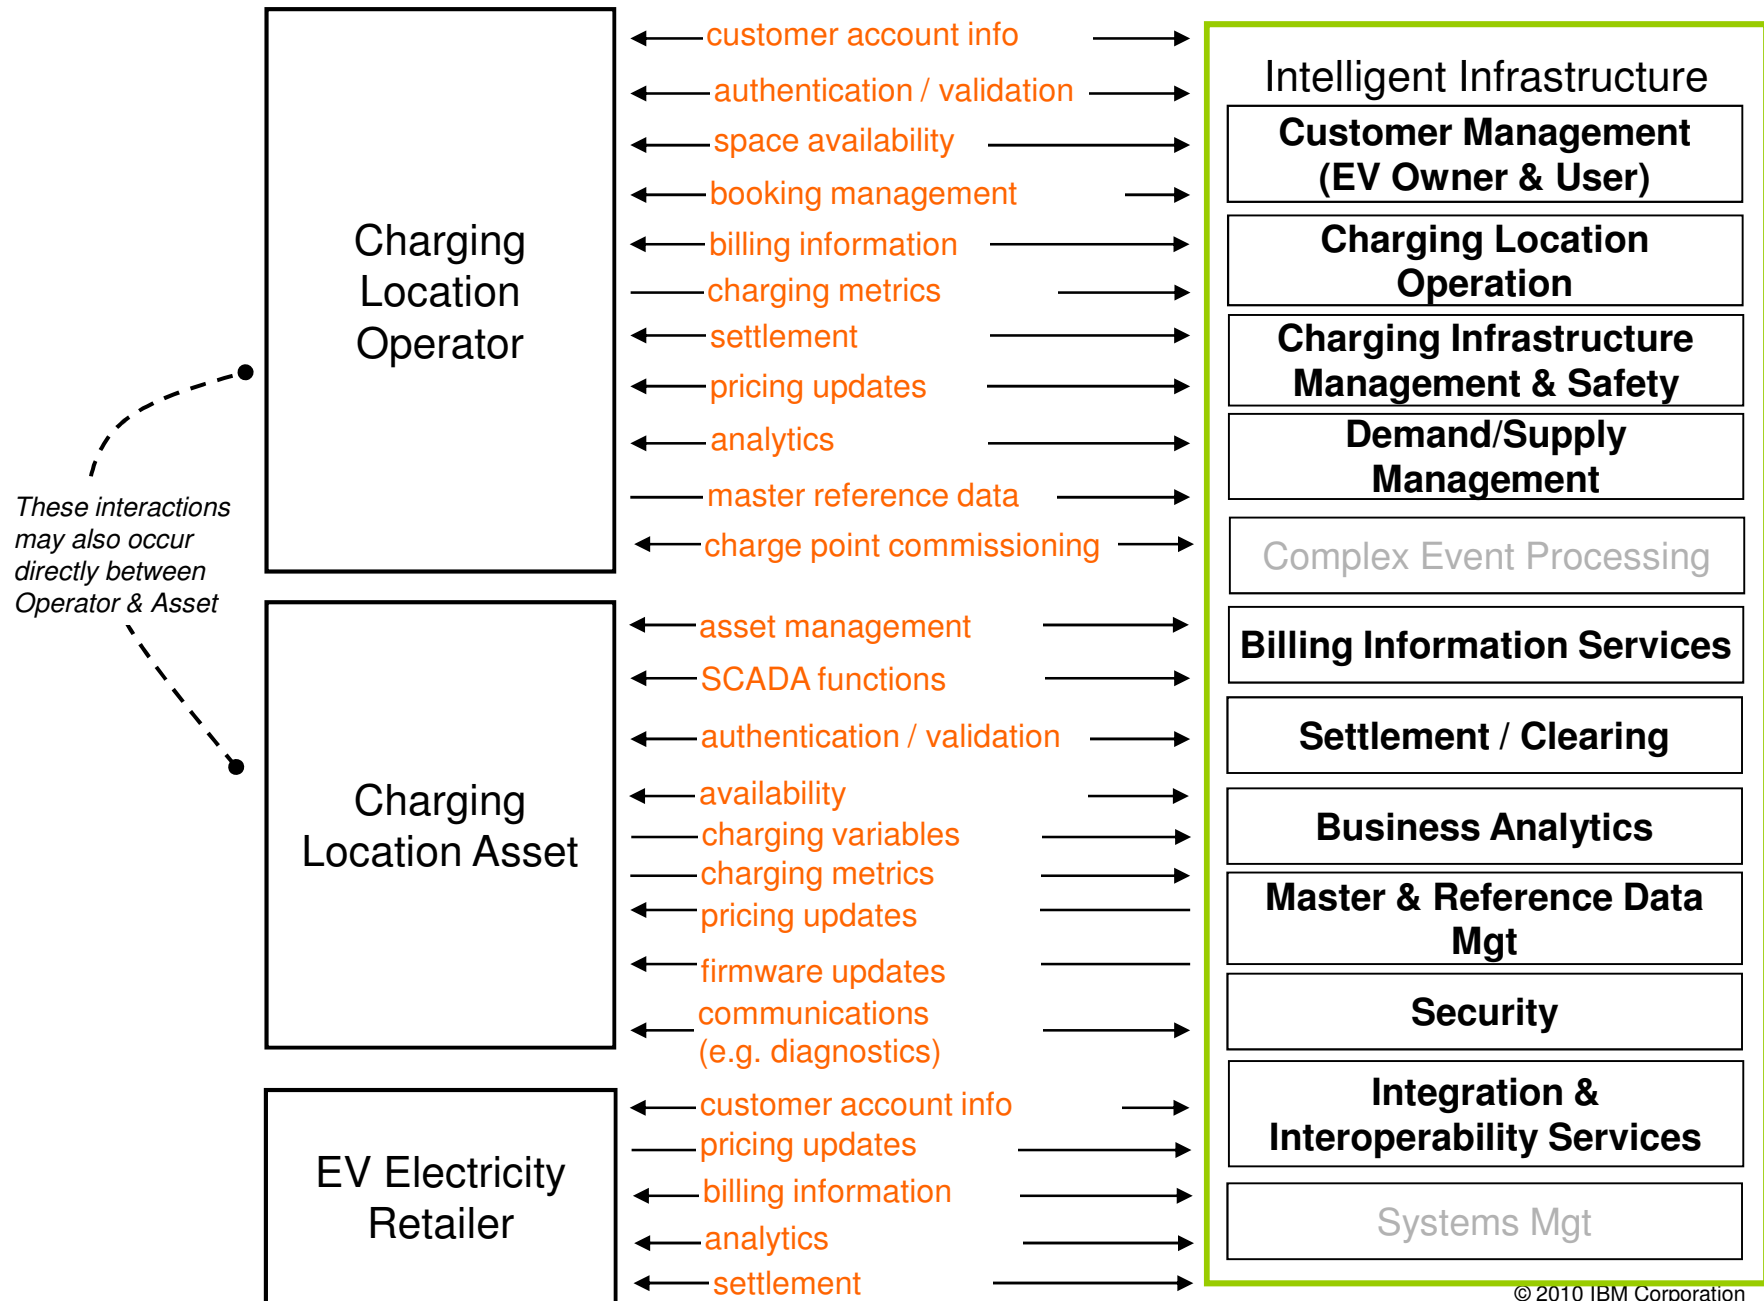 Charging
Location
Operator
customer account info
authentication / validation
space availability
booking management
billing information
charging metrics
settlement
pricing updates
analytics
master reference data
charge point commissioning
These interactions
may also occur
directly between
Operator & Asset
Charging
Location Asset
asset management
SCADA functions
authentication / validation
availability
charging variables
charging metrics
pricing updates
firmware updates
communications
(e.g. diagnostics)
EV Electricity
Retailer
customer account info
pricing updates
billing information
analytics
settlement
Intelligent Infrastructure
Customer Management
(EV Owner & User)
Charging Location
Operation
Charging Infrastructure
Management & Safety
Demand/Supply
Management
Complex Event Processing
Billing Information Services
Settlement / Clearing
Business Analytics
Master & Reference Data
Mgt
Security
Integration &
Interoperability Services
Systems Mgt
© 2010 IBM Corporation